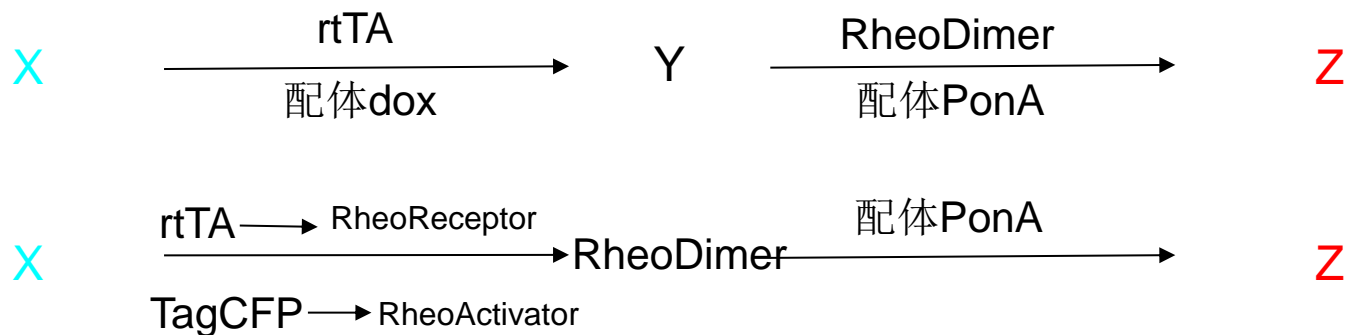 rtTA RheoDimer
X Y Z
配体dox 配体PonA
rtTA RheoReceptor 配体PonA
X RheoDimer Z
TagCFP RheoActivator